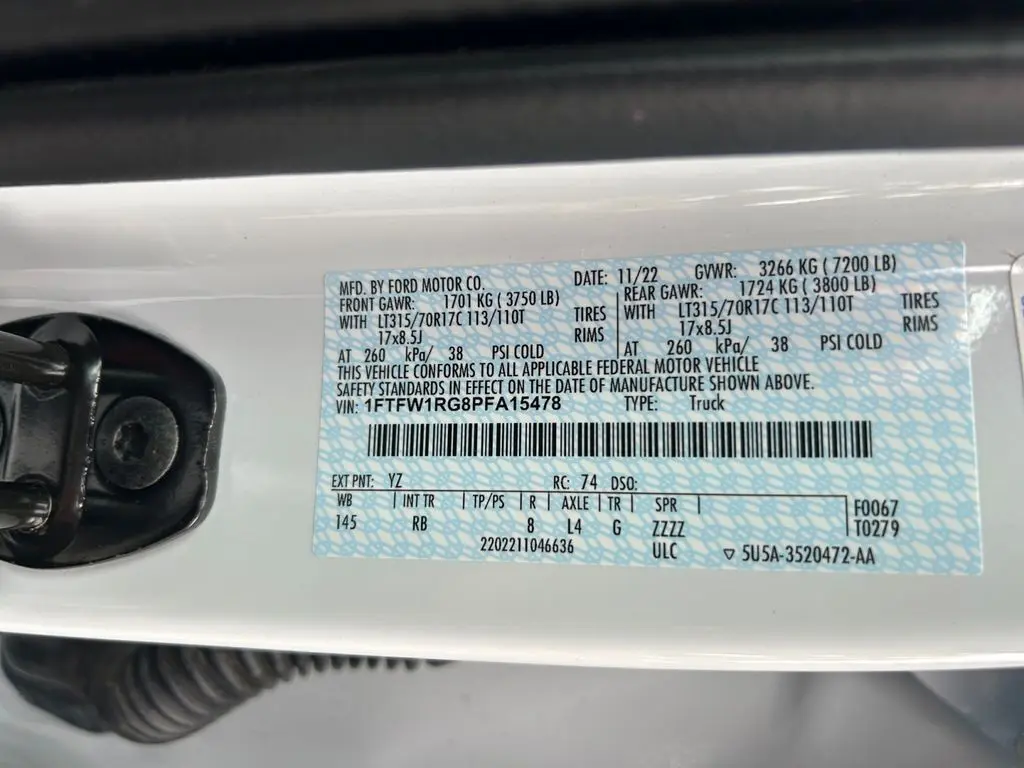 MFD. BY FORD MOTOR CO. DATE: 11/22 GVWR: 3266 KG ( 7200 LB)
FRONT GAWR: 1701 KG ( 3750 LB) REAR GAWR: 1724 KG ( 3800 LB)
WITH LT315/70R17C 113/110T TIRES WITH LT315/70R17C 113/110T TIRES
17x8.5J RIMS 17x8.5J RIMS
AT 260 kPa/ 38 PSI COLD AT 260 kPa/ 38 PSI COLD
THIS VEHICLE CONFORMS TO ALL APPLICABLE FEDERAL MOTOR VEHICLE
SAFETY STANDARDS IN EFFECT ON THE DATE OF MANUFACTURE SHOWN ABOVE.
VIN: 1FTFW1RG8PFA15478 TYPE: Truck
EXT PNT: YZ RC: 74 DSO:
WB INT TR TP/PS R AXLE TR SPR F0067
145 RB 8 L4 G ZZZZ T0279
2202211046636 ULC ▽ 5U5A-3520472-AA